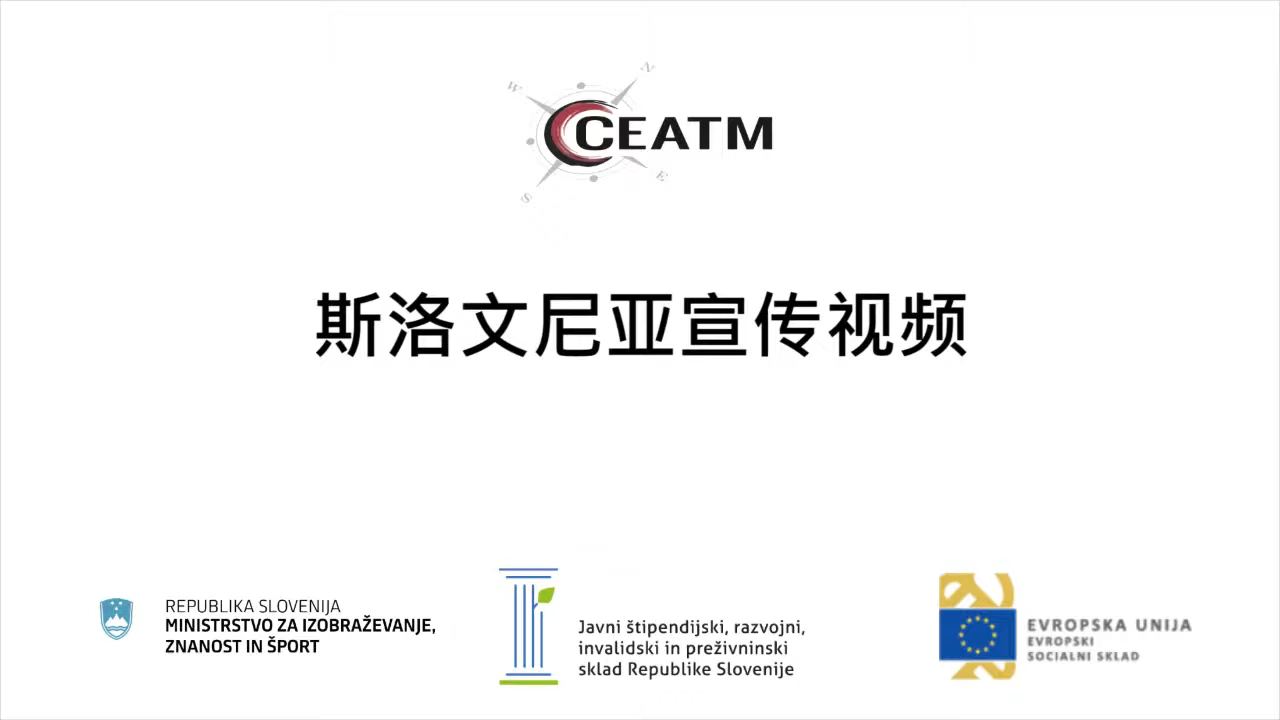 N
W
CEATM
E
S
斯洛文尼亚宣传视频
REPUBLIKA SLOVENIJA
MINISTRSTVO ZA IZOBRAŽEVANJE,
ZNANOST IN ŠPORT
Javni štipendijski, razvojni,
invalidski in preživninski
sklad Republike Slovenije
EVROPSKA UNIJA
EVROPSKI
SOCIALNI SKLAD